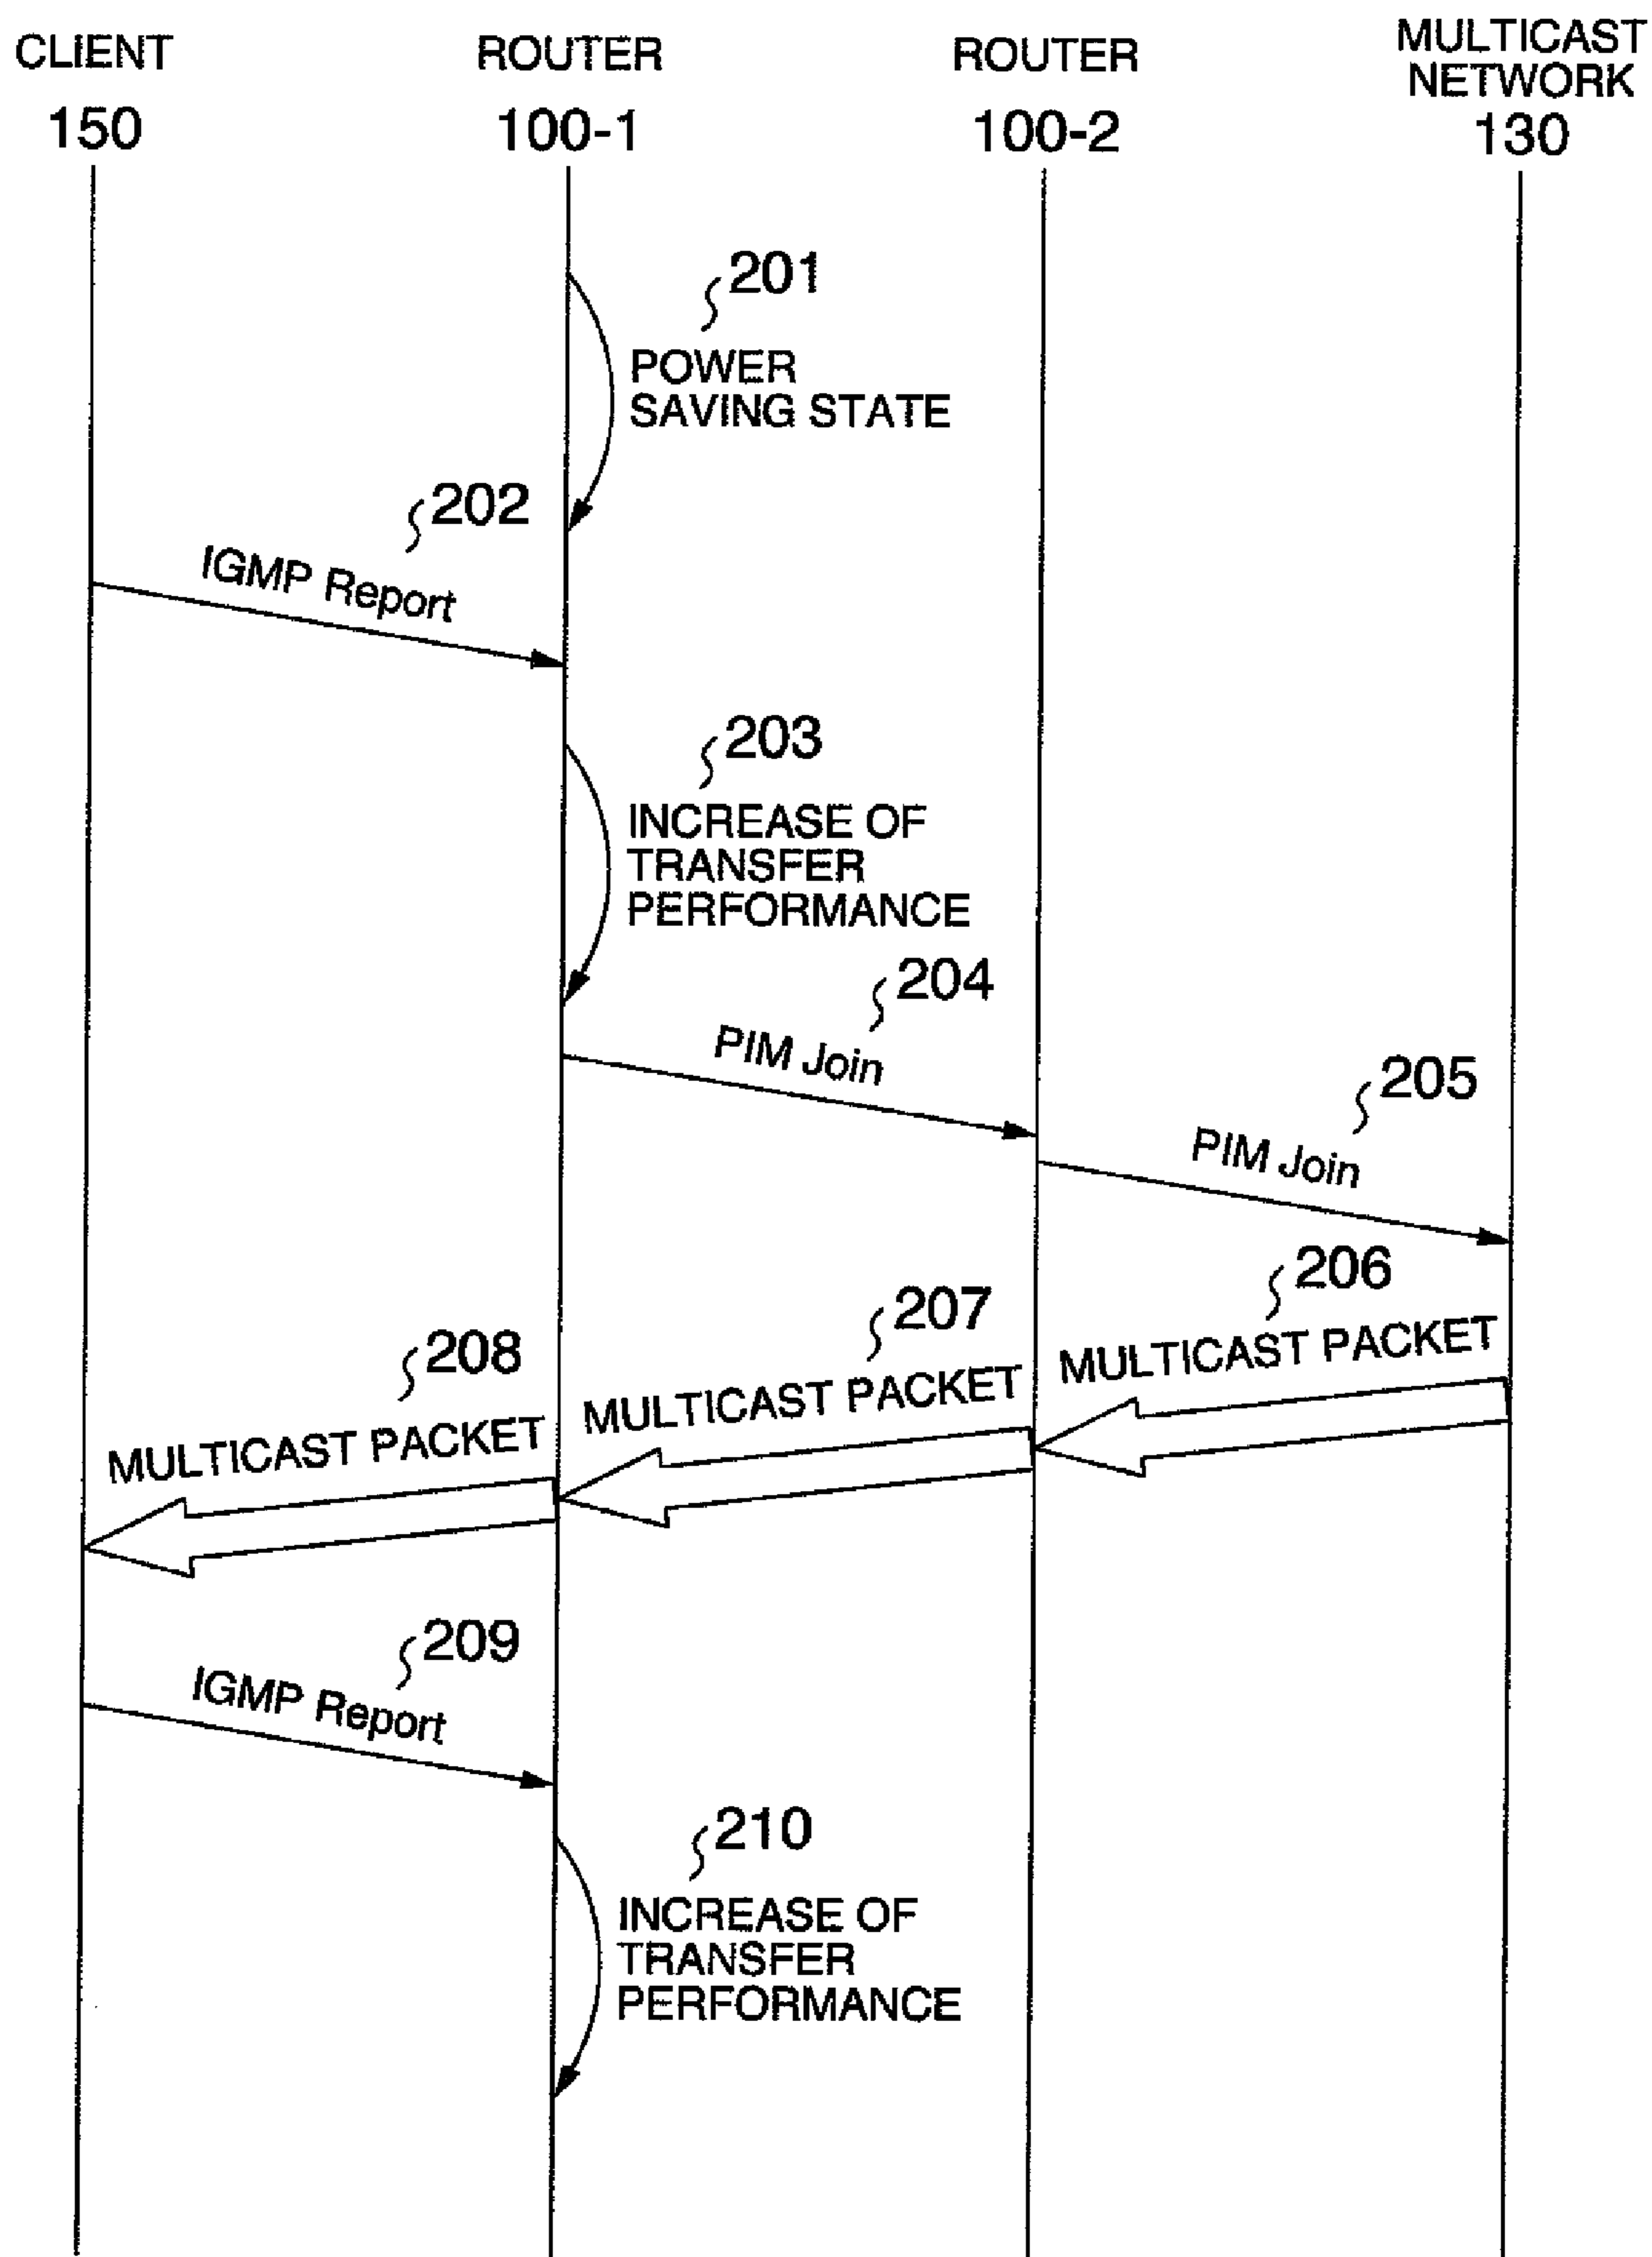 CLIENT
150
ROUTER
100-1
ROUTER
100-2
MULTICAST
NETWORK
130
201
POWER
SAVING STATE
202
IGMP Report
203
INCREASE OF
TRANSFER
PERFORMANCE
204
PIM Join
205
PIM Join
206
MULTICAST PACKET
207
MULTICAST PACKET
208
MULTICAST PACKET
209
IGMP Report
210
INCREASE OF
TRANSFER
PERFORMANCE